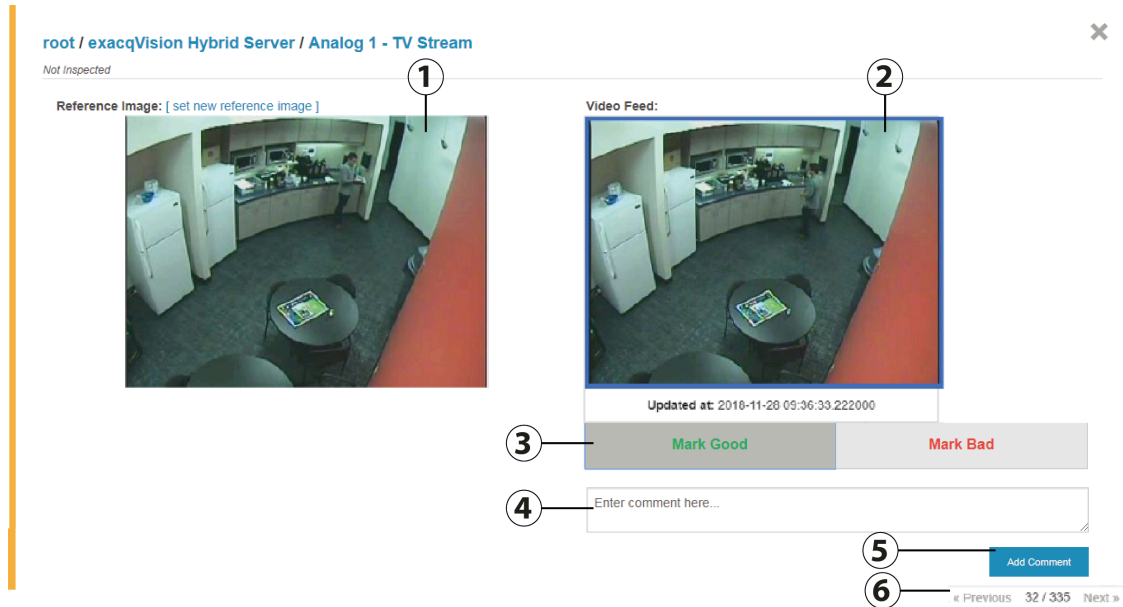 root / exacqVision Hybrid Server / Analog 1 - TV Stream
Not Inspected
1
2
Reference Image: [ set new reference image ]
Video Feed:
Updated at: 2018-11-28 09:36:33.222000
3
Mark Good
Mark Bad
4
Enter comment here...
5
Add Comment
6
« Previous 32 / 335 Next »